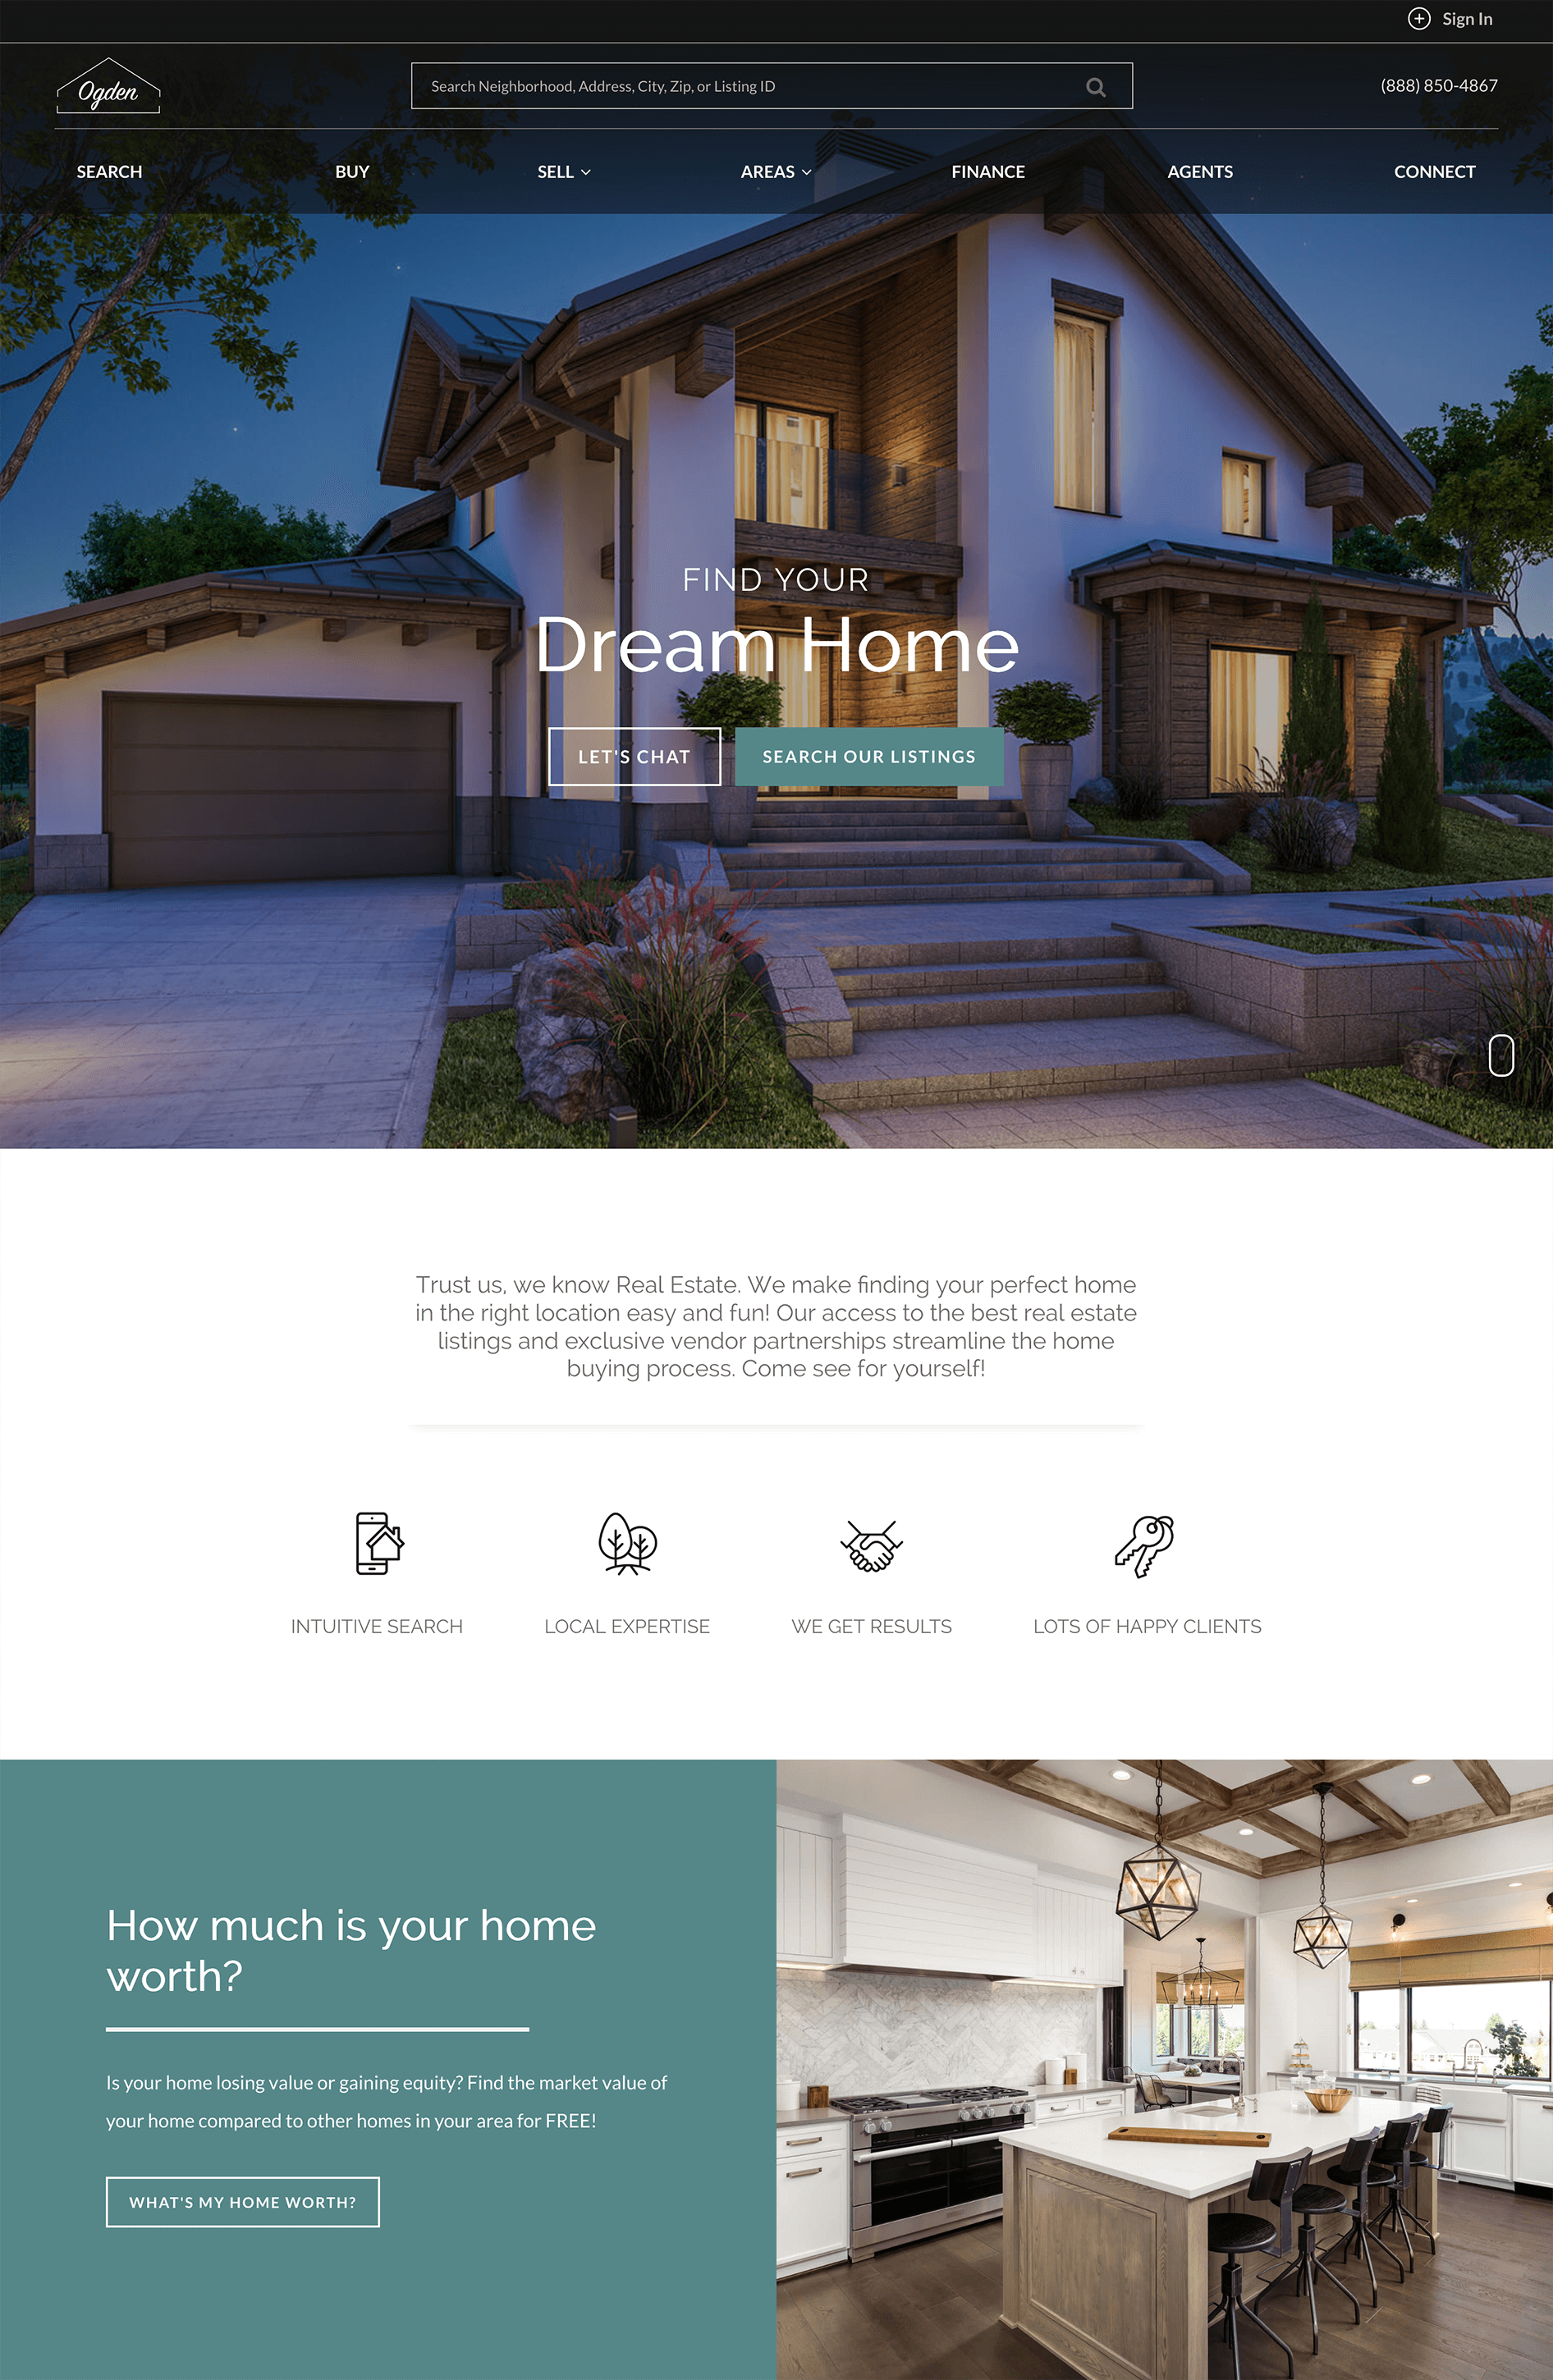 Sign In
Ogden
Search Neighborhood, Address, City, Zip, or Listing ID
(888) 850-4867
SEARCH BUY SELL AREAS FINANCE AGENTS CONNECT
FIND YOUR
Dream Home
LET'S CHAT SEARCH OUR LISTINGS
Trust us, we know Real Estate. We make finding your perfect home
in the right location easy and fun! Our access to the best real estate
listings and exclusive vendor partnerships streamline the home
buying process. Come see for yourself!
INTUITIVE SEARCH LOCAL EXPERTISE WE GET RESULTS LOTS OF HAPPY CLIENTS
How much is your home
worth?
Is your home losing value or gaining equity? Find the market value of
your home compared to other homes in your area for FREE!
WHAT'S MY HOME WORTH?